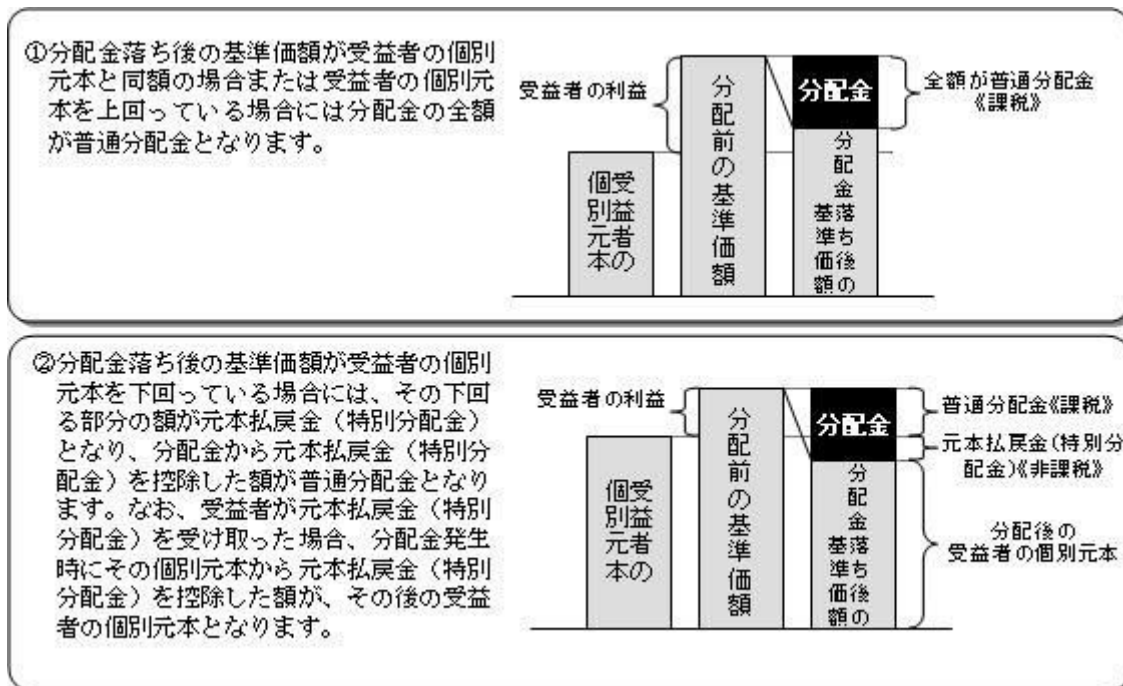 ①分配金落ち後の基準価額が受益者の個別
元本と同額の場合または受益者の個別元
本を上回っている場合には分配金の全額
が普通分配金となります。
受益者の利益
受益者の
個別元本
分配前の基準価額
分配金
分配金落ち後の
基準価額
全額が普通分配金
《課税》
②分配金落ち後の基準価額が受益者の個別
元本を下回っている場合には、その下回
る部分の額が元本払戻金（特別分配金）
となり、分配金から元本払戻金（特別分
配金）を控除した額が普通分配金となり
ます。なお、受益者が元本払戻金（特別
分配金）を受け取った場合、分配金発生
時にその個別元本から元本払戻金（特別
分配金）を控除した額が、その後の受益
者の個別元本となります。
受益者の利益
受益者の
個別元本
分配前の基準価額
分配金
分配金落ち後の
基準価額
普通分配金《課税》
元本払戻金(特別分
配金)《非課税》
分配後の
受益者の個別元本